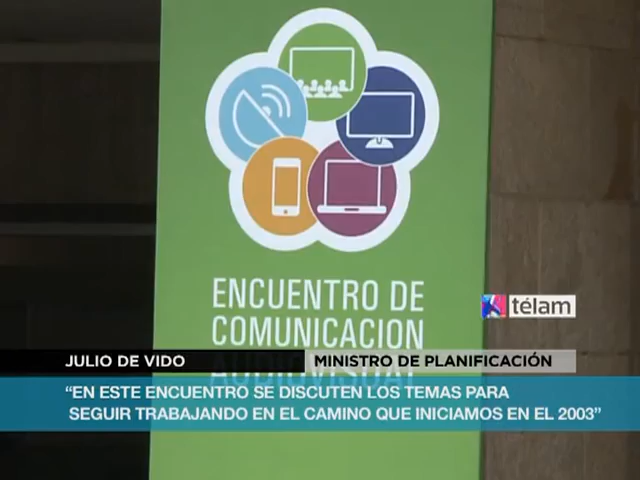 ENCUENTRO DE
COMUNICACION
AUDIOVISUAL
télam
JULIO DE VIDO
MINISTRO DE PLANIFICACIÓN
“EN ESTE ENCUENTRO SE DISCUTEN LOS TEMAS PARA
SEGUIR TRABAJANDO EN EL CAMINO QUE INICIAMOS EN EL 2003”